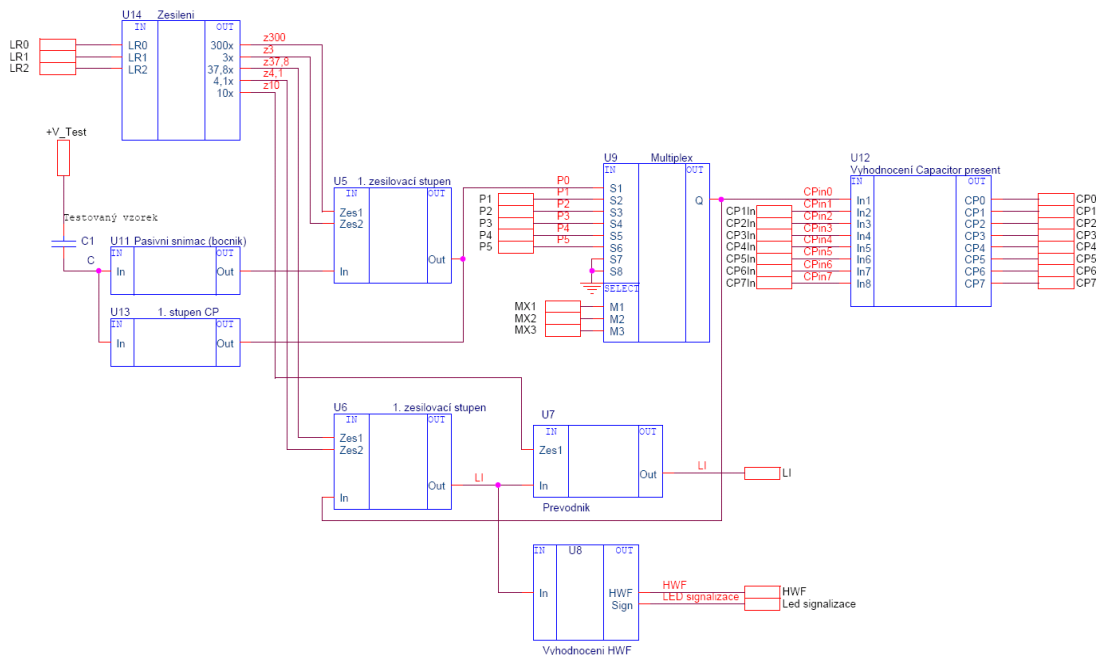 U14 Zesileni
IN OUT
LR0 LR0 300x z300
LR1 LR1 3x z3
LR2 LR2 37,8x z37,8
4,1x z4,1
10x z10
+V_Test
Testovaný vzorek
C1
C
U11 Pasivni snimac (bocnik)
IN OUT
In Out
U13 1. stupen CP
IN OUT
In Out
U5 1. zesilovací stupen
IN OUT
Zes1
Zes2
In Out
U9 Multiplex
IN OUT
P0 S1
P1 P1 S2 Q
P2 P2 S3
P3 P3 S4
P4 P4 S5
P5 P5 S6
S7
S8
SELECT
MX1 M1
MX2 M2
MX3 M3
U12
Vyhodnocení Capacitor present
IN OUT
CPin0 In1 CP0 CP0
CP1In CPin1 In2 CP1 CP1
CP2In CPin2 In3 CP2 CP2
CP3In CPin3 In4 CP3 CP3
CP4In CPin4 In5 CP4 CP4
CP5In CPin5 In6 CP5 CP5
CP6In CPin6 In7 CP6 CP6
CP7In CPin7 In8 CP7 CP7
U6 1. zesilovací stupen
IN OUT
Zes1
Zes2
In Out LI
U7
IN OUT
Zes1
In Out LI LI
Prevodnik
U8
IN OUT
In HWF HWF HWF
Sign LED signalizace Led signalizace
Vyhodnoceni HWF